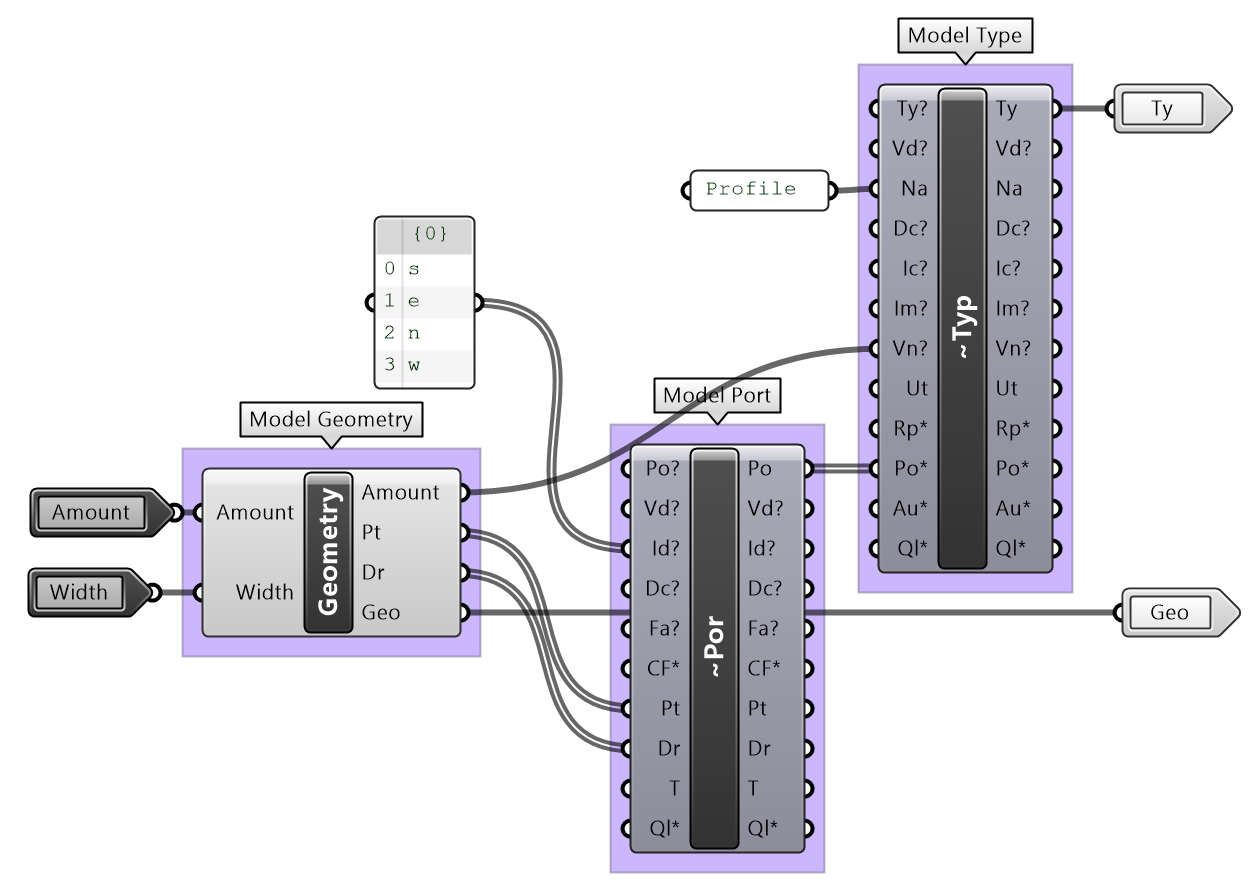 Model Type
Ty?
Vd?
Na
Dc?
Ic?
Im?
Vn?
Ut
Rp*
Po*
Au*
Ql*
~Typ
Ty
Vd?
Na
Dc?
Ic?
Im?
Vn?
Ut
Rp*
Po*
Au*
Ql*
Ty
Profile
{0}
0 s
1 e
2 n
3 w
Model Geometry
Amount
Width
Amount
Width
Geometry
Amount
Pt
Dr
Geo
Model Port
Po?
Vd?
Id?
Dc?
Fa?
CF*
Pt
Dr
T
Ql*
~Por
Po
Vd?
Id?
Dc?
Fa?
CF*
Pt
Dr
T
Ql*
Geo